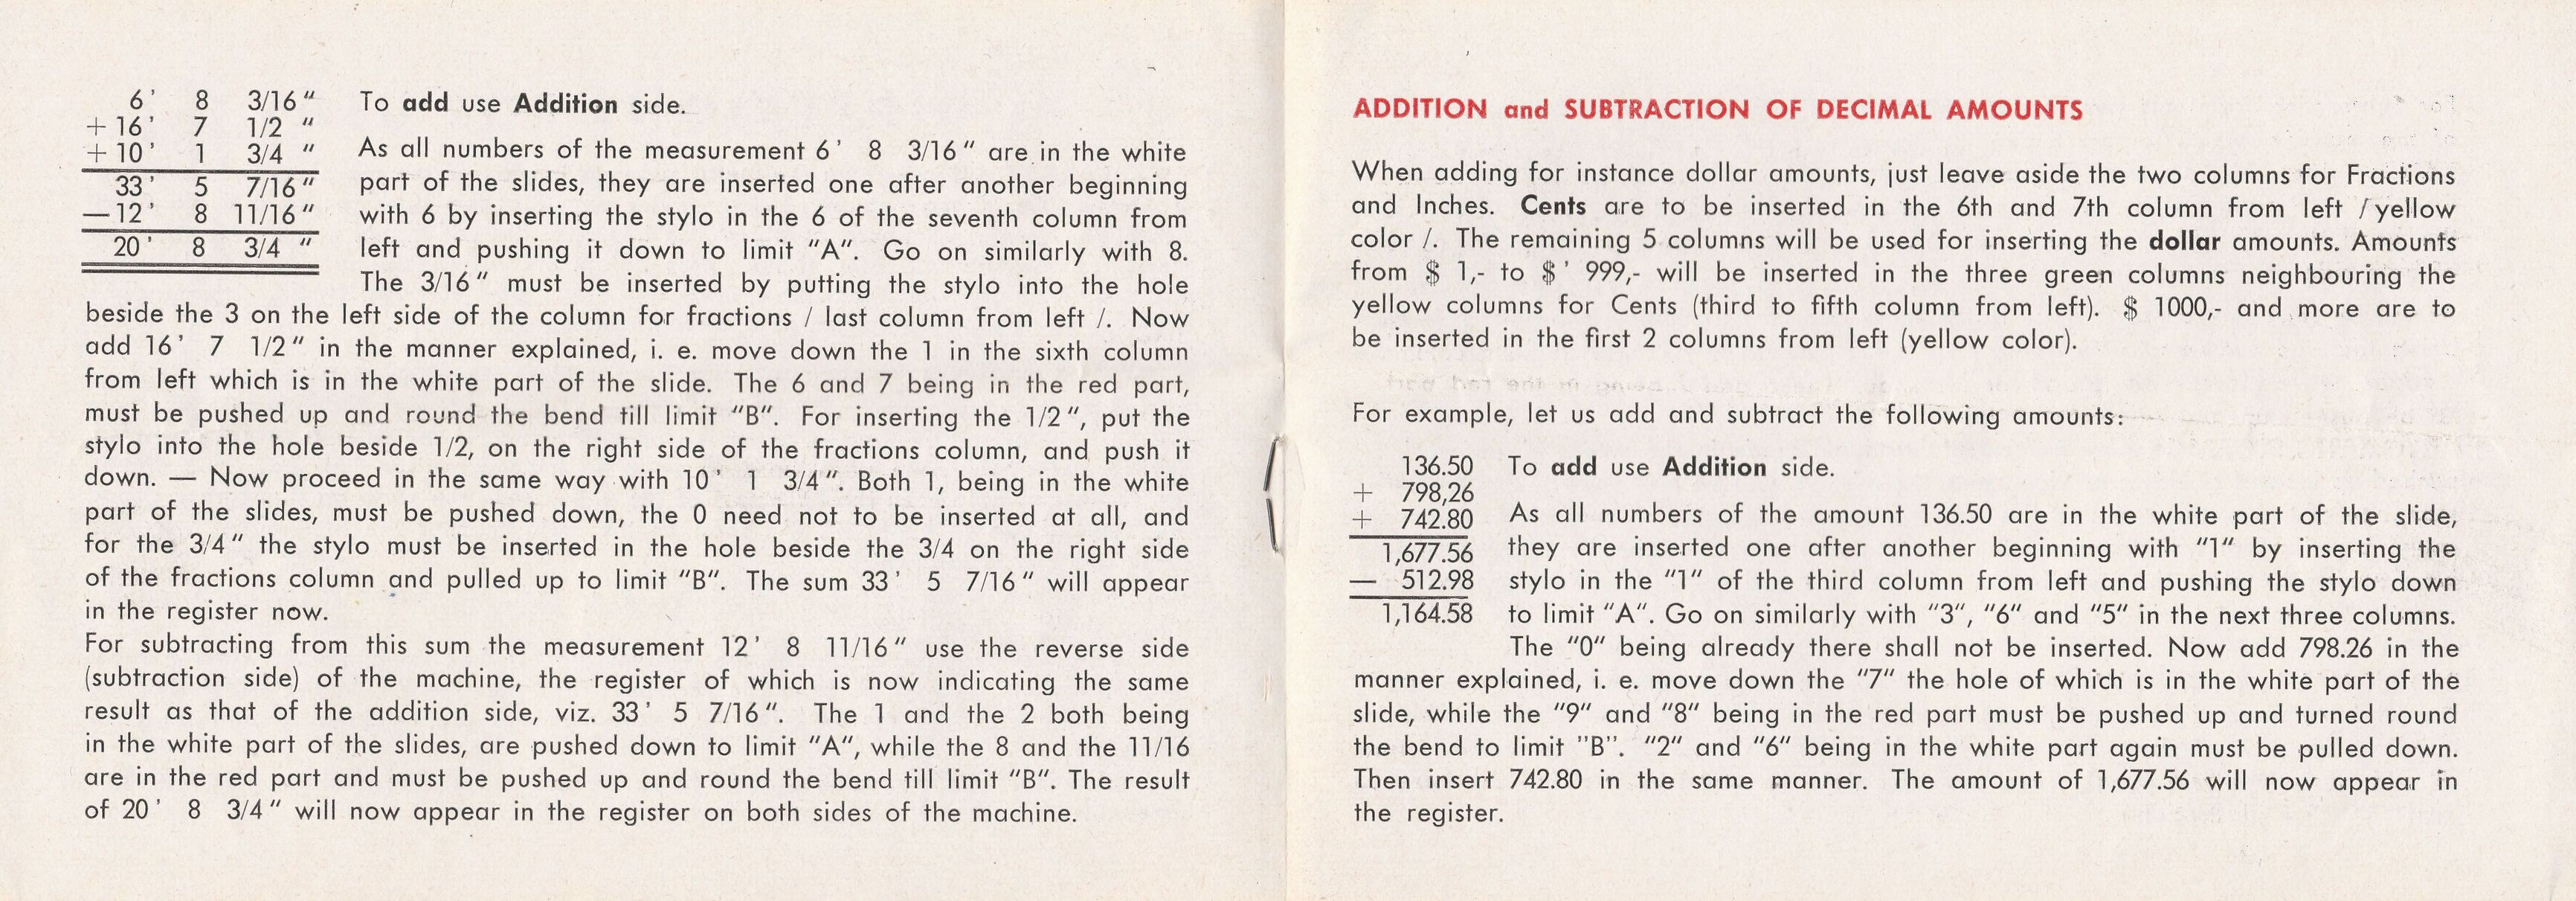 6' 8 3/16"
+ 16' 7 1/2 "
+ 10' 1 3/4 "
33' 5 7/16"
— 12' 8 11/16"
20' 8 3/4 "
To add use Addition side.
As all numbers of the measurement 6' 8 3/16" are in the white
part of the slides, they are inserted one after another beginning
with 6 by inserting the stylo in the 6 of the seventh column from
left and pushing it down to limit "A". Go on similarly with 8.
The 3/16" must be inserted by putting the stylo into the hole
beside the 3 on the left side of the column for fractions / last column from left /. Now
add 16' 7 1/2" in the manner explained, i. e. move down the 1 in the sixth column
from left which is in the white part of the slide. The 6 and 7 being in the red part,
must be pushed up and round the bend till limit "B". For inserting the 1/2", put the
stylo into the hole beside 1/2, on the right side of the fractions column, and push it
down. — Now proceed in the same way with 10' 1 3/4". Both 1, being in the white
part of the slides, must be pushed down, the 0 need not to be inserted at all, and
for the 3/4" the stylo must be inserted in the hole beside the 3/4 on the right side
of the fractions column and pulled up to limit "B". The sum 33' 5 7/16" will appear
in the register now.
For subtracting from this sum the measurement 12' 8 11/16" use the reverse side
(subtraction side) of the machine, the register of which is now indicating the same
result as that of the addition side, viz. 33' 5 7/16". The 1 and the 2 both being
in the white part of the slides, are pushed down to limit "A", while the 8 and the 11/16
are in the red part and must be pushed up and round the bend till limit "B". The result
of 20' 8 3/4" will now appear in the register on both sides of the machine.
ADDITION and SUBTRACTION OF DECIMAL AMOUNTS
When adding for instance dollar amounts, just leave aside the two columns for Fractions
and Inches. Cents are to be inserted in the 6th and 7th column from left / yellow
color /. The remaining 5 columns will be used for inserting the dollar amounts. Amounts
from $ 1,- to $ ' 999,- will be inserted in the three green columns neighbouring the
yellow columns for Cents (third to fifth column from left). $ 1000,- and more are to
be inserted in the first 2 columns from left (yellow color).
For example, let us add and subtract the following amounts:
136.50
+ 798,26
+ 742.80
1,677.56
— 512.98
1,164.58
To add use Addition side.
As all numbers of the amount 136.50 are in the white part of the slide,
they are inserted one after another beginning with "1" by inserting the
stylo in the "1" of the third column from left and pushing the stylo down
to limit "A". Go on similarly with "3", "6" and "5" in the next three columns.
The "0" being already there shall not be inserted. Now add 798.26 in the
manner explained, i. e. move down the "7" the hole of which is in the white part of the
slide, while the "9" and "8" being in the red part must be pushed up and turned round
the bend to limit "B". "2" and "6" being in the white part again must be pulled down.
Then insert 742.80 in the same manner. The amount of 1,677.56 will now appear in
the register.